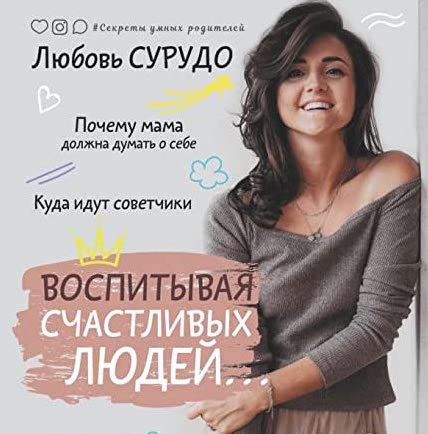 #Секреты умных родителей
Любовь СУРУДО
Почему мама
должна думать о себе
Куда идут советчики
ВОСПИТЫВАЯ
СЧАСТЛИВЫХ
ЛЮДЕЙ...